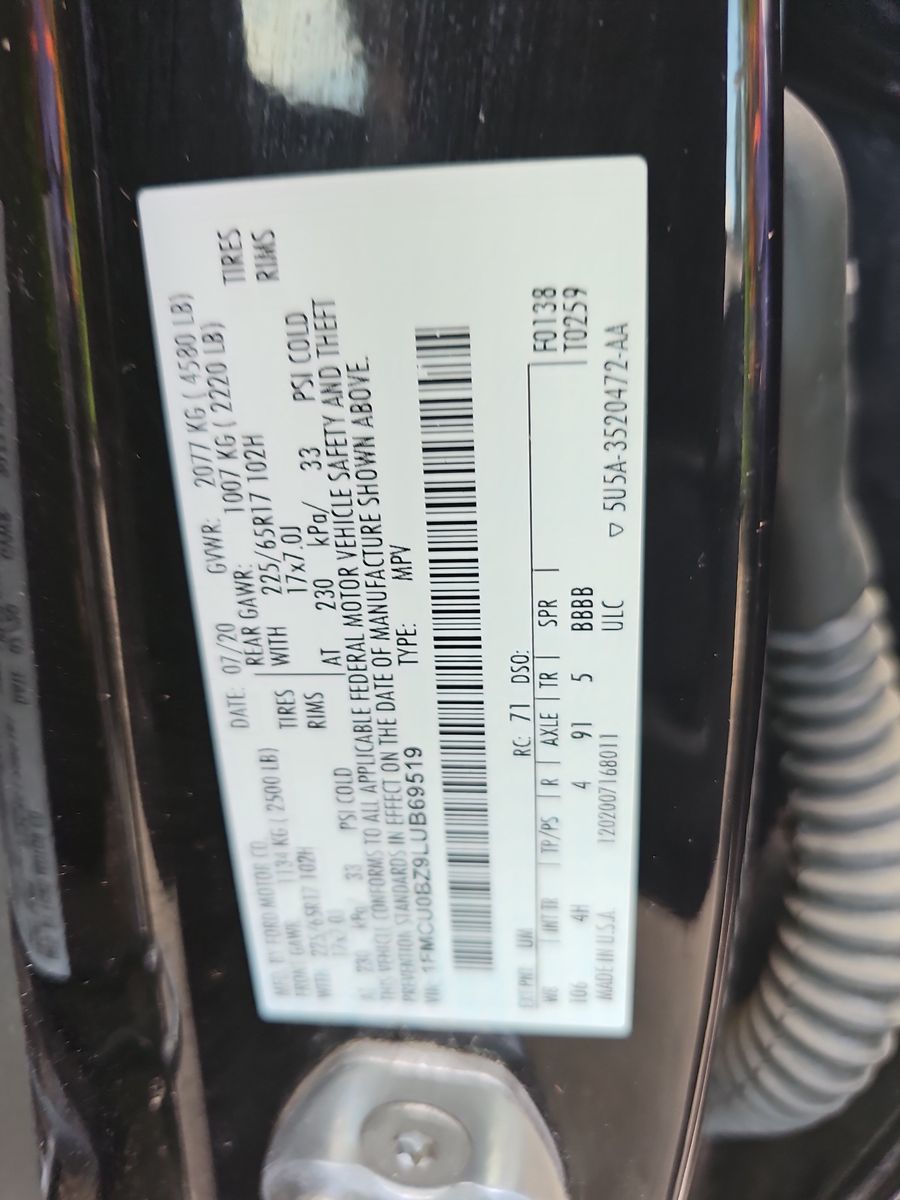 MFD. BY FORD MOTOR CO.
DATE: 07/20 GVWR: 2077 KG ( 4580 LB)
FRONT GAWR: 1134 KG ( 2500 LB) REAR GAWR: 1007 KG ( 2220 LB)
WITH 225/65R17 102H TIRES WITH 225/65R17 102H TIRES
17x7.0J RIMS 17x7.0J RIMS
AT 230 kPa/ 33 PSI COLD AT 230 kPa/ 33 PSI COLD
THIS VEHICLE CONFORMS TO ALL APPLICABLE FEDERAL MOTOR VEHICLE SAFETY AND THEFT
PREVENTION STANDARDS IN EFFECT ON THE DATE OF MANUFACTURE SHOWN ABOVE.
VIN: 1FMCU0BZ9LUB69519 TYPE: MPV
EXT PNT: UM RC: 71 DSO:
WB INT TR TP/PS R AXLE TR SPR F0138
106 4H 4 91 5 BBBB T0259
MADE IN U.S.A. 1202007168011 ULC ▽ 5U5A-3520472-AA